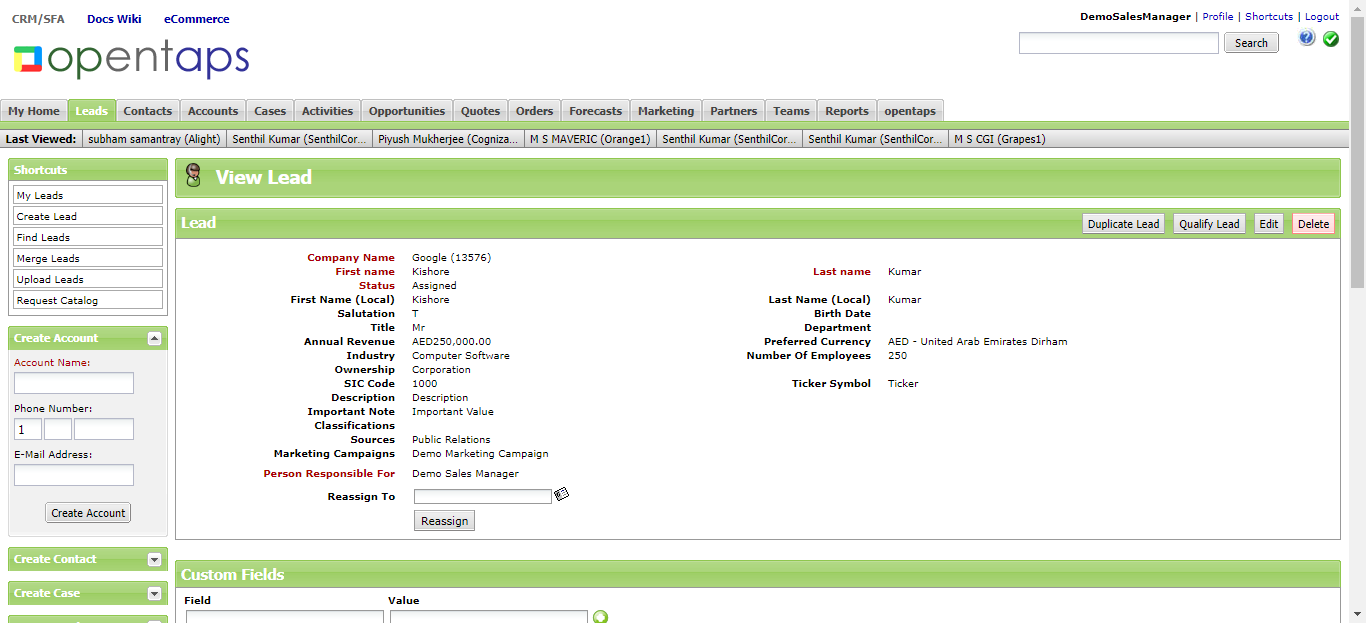 CRM/SFA Docs Wiki eCommerce
DemoSalesManager | Profile | Shortcuts | Logout
opentaps
Search
My Home Leads Contacts Accounts Cases Activities Opportunities Quotes Orders Forecasts Marketing Partners Teams Reports opentaps
Last Viewed: subham samantray (Alight) Senthil Kumar (SenthilCor... Piyush Mukherjee (Cogniza... M S MAVERIC (Orange1) Senthil Kumar (SenthilCor... Senthil Kumar (SenthilCor... M S CGI (Grapes1)
Shortcuts
My Leads
Create Lead
Find Leads
Merge Leads
Upload Leads
Request Catalog
Create Account
Account Name:
Phone Number:
1
E-Mail Address:
Create Account
Create Contact
Create Case
View Lead
Lead
Duplicate Lead Qualify Lead Edit Delete
Company Name Google (13576)
First name Kishore Last name Kumar
Status Assigned
First Name (Local) Kishore Last Name (Local) Kumar
Salutation T Birth Date
Title Mr Department
Annual Revenue AED250,000.00 Preferred Currency AED - United Arab Emirates Dirham
Industry Computer Software Number Of Employees 250
Ownership Corporation
SIC Code 1000 Ticker Symbol Ticker
Description Description
Important Note Important Value
Classifications
Sources Public Relations
Marketing Campaigns Demo Marketing Campaign
Person Responsible For Demo Sales Manager
Reassign To
Reassign
Custom Fields
Field Value